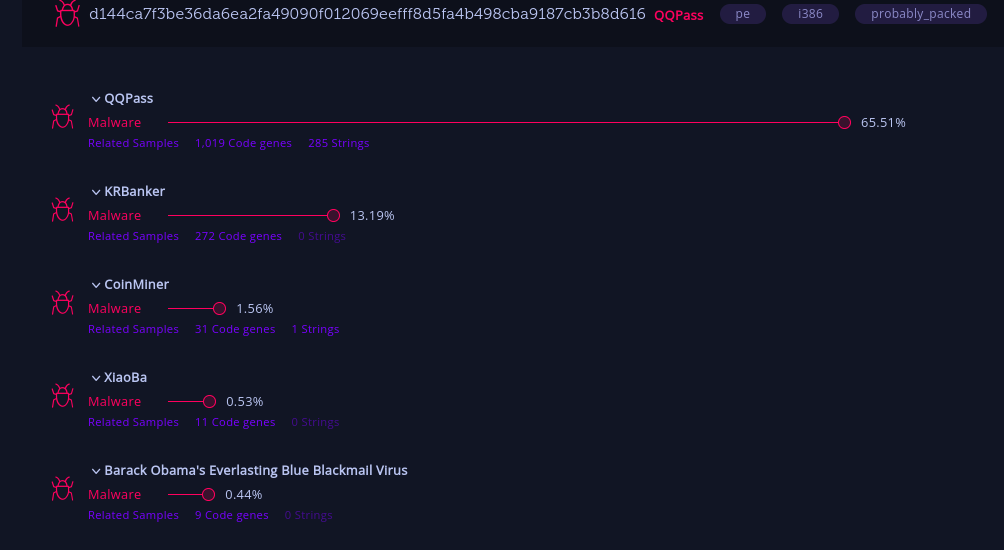 d144ca7f3be36da6ea2fa49090f012069eefff8d5fa4b498cba9187cb3b8d616 QQPass pe i386 probably_packed
QQPass
Malware 65.51%
Related Samples 1,019 Code genes 285 Strings
KRBanker
Malware 13.19%
Related Samples 272 Code genes 0 Strings
CoinMiner
Malware 1.56%
Related Samples 31 Code genes 1 Strings
XiaoBa
Malware 0.53%
Related Samples 11 Code genes 0 Strings
Barack Obama's Everlasting Blue Blackmail Virus
Malware 0.44%
Related Samples 9 Code genes 0 Strings